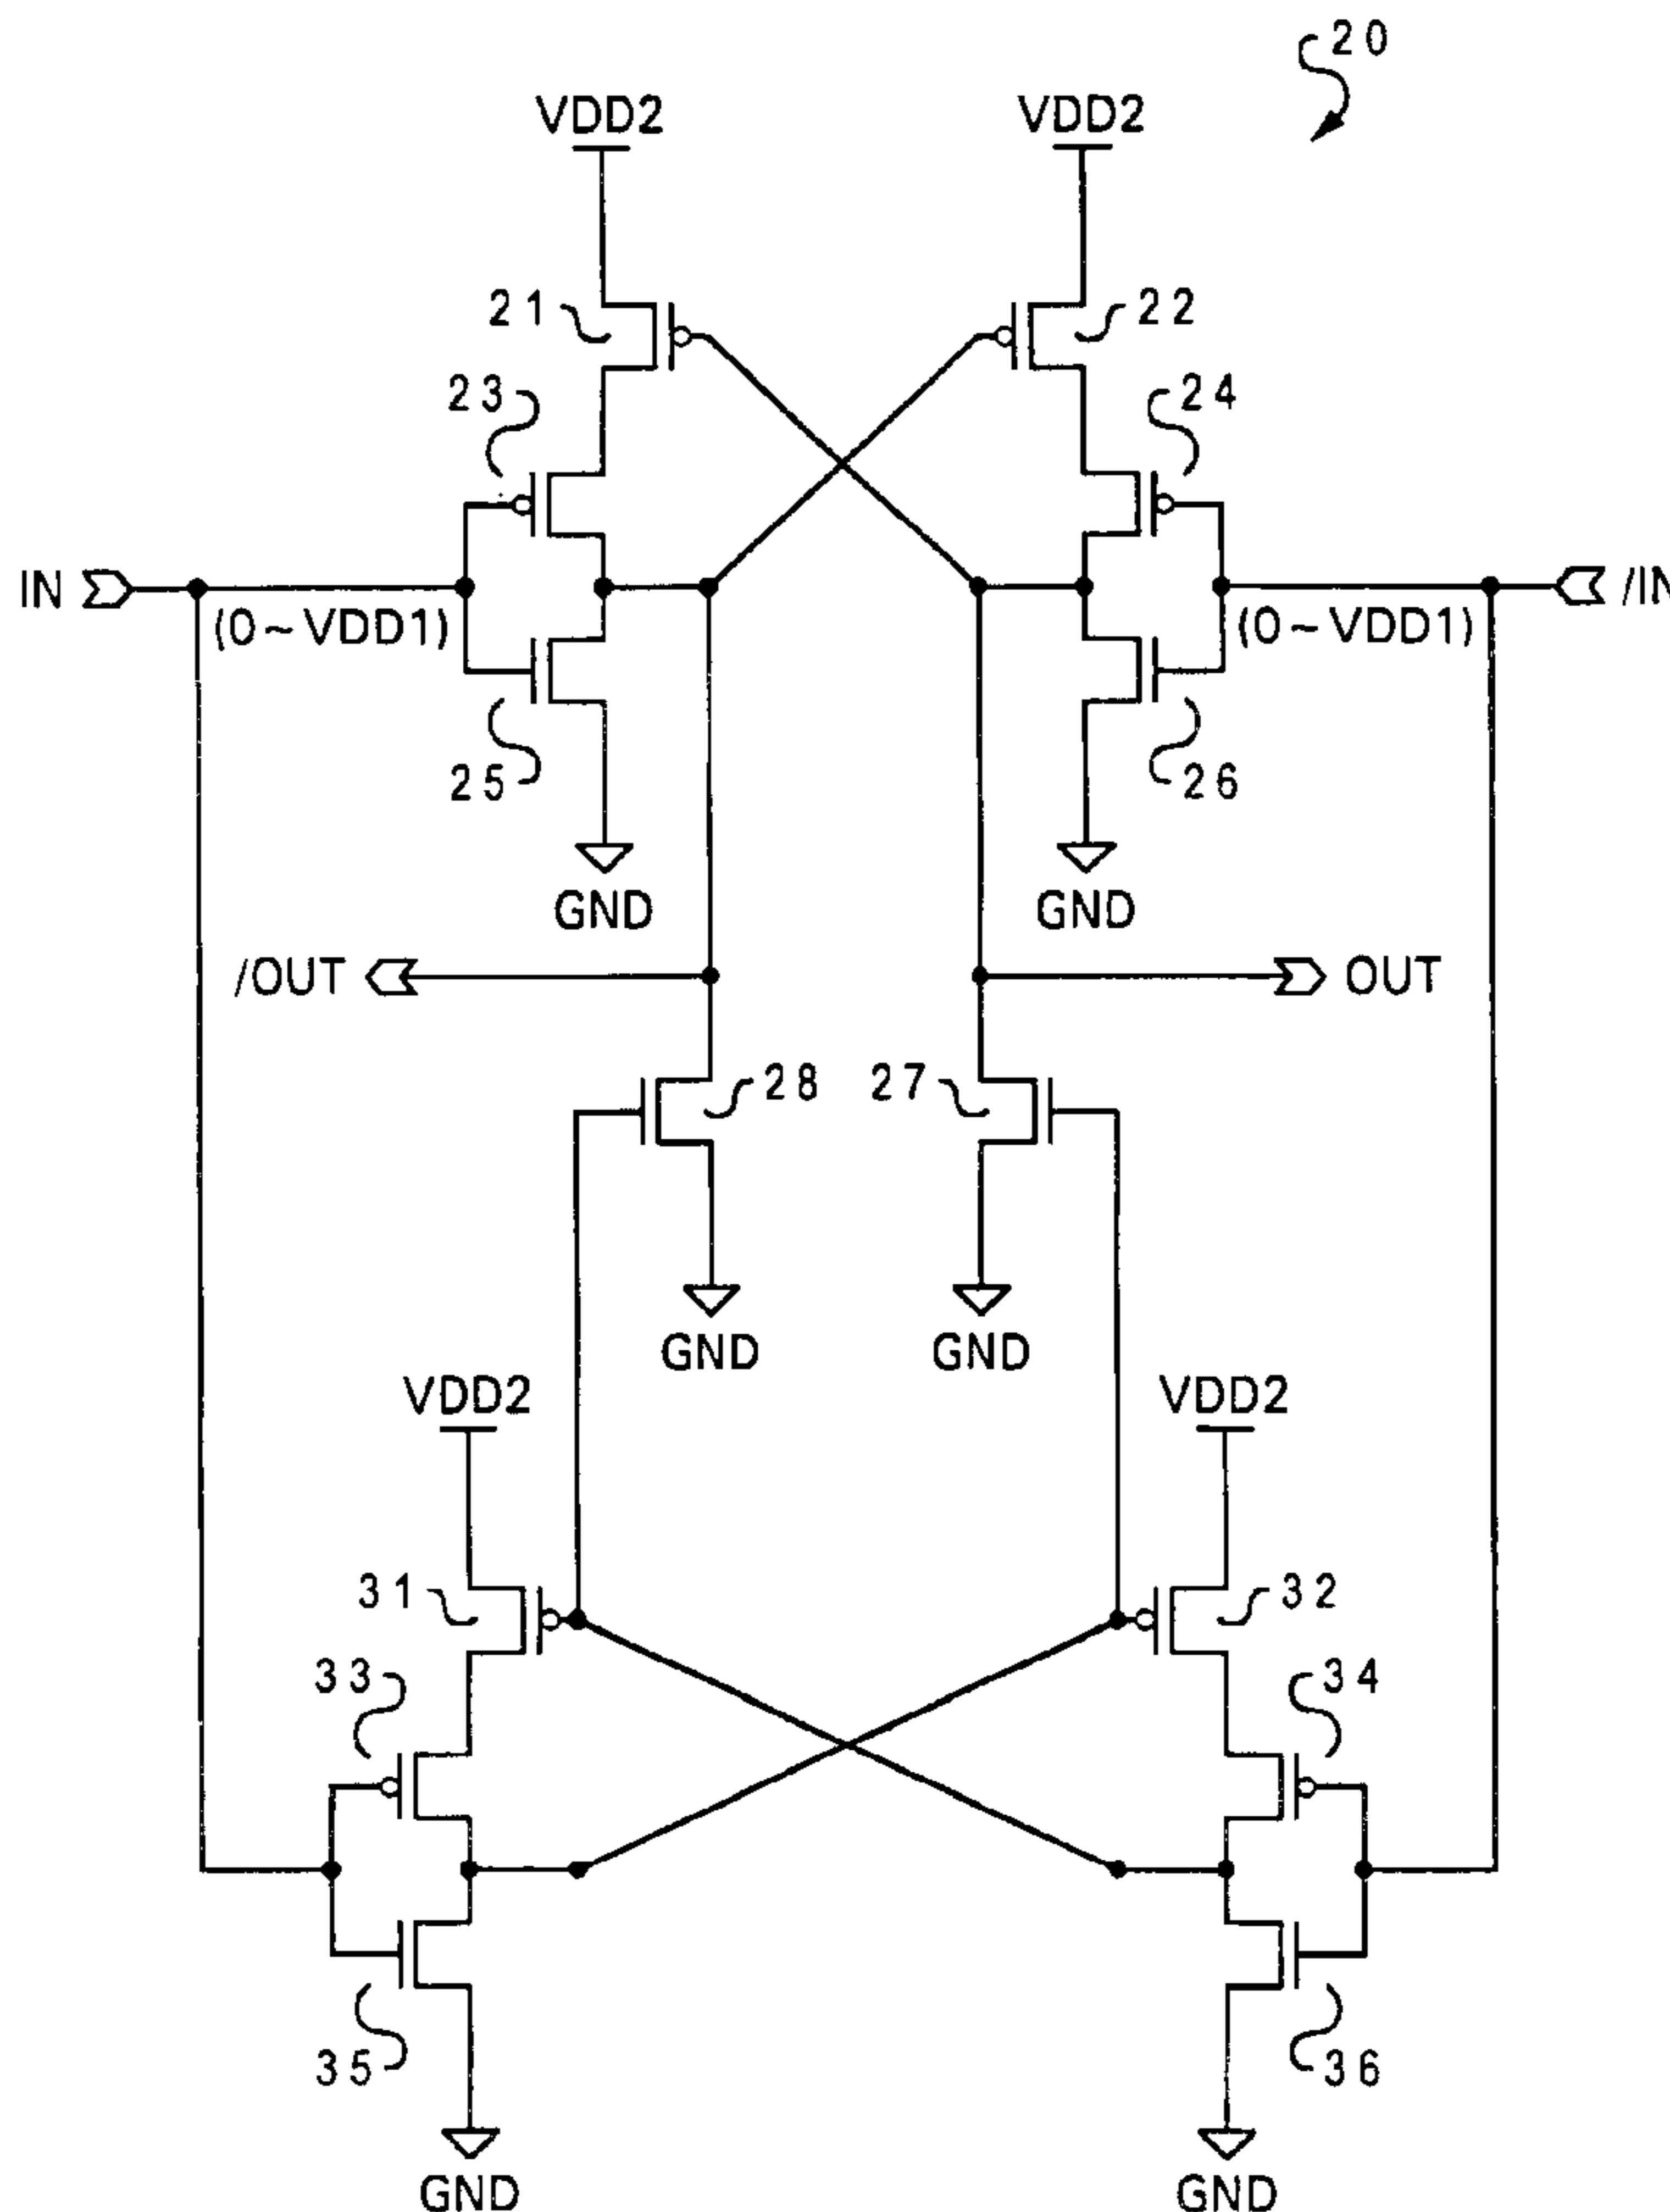 20
VDD2
VDD2
21
22
23
24
IN
(0~VDD1)
(0~VDD1)
/IN
25
26
GND
GND
/OUT
OUT
28
27
GND
GND
VDD2
VDD2
31
32
33
34
35
36
GND
GND